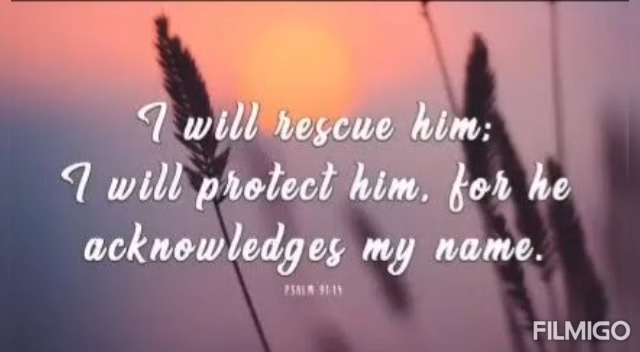 I will rescue him;
I will protect him, for he
acknowledges my name.
PSALM 91:14
FILMIGO